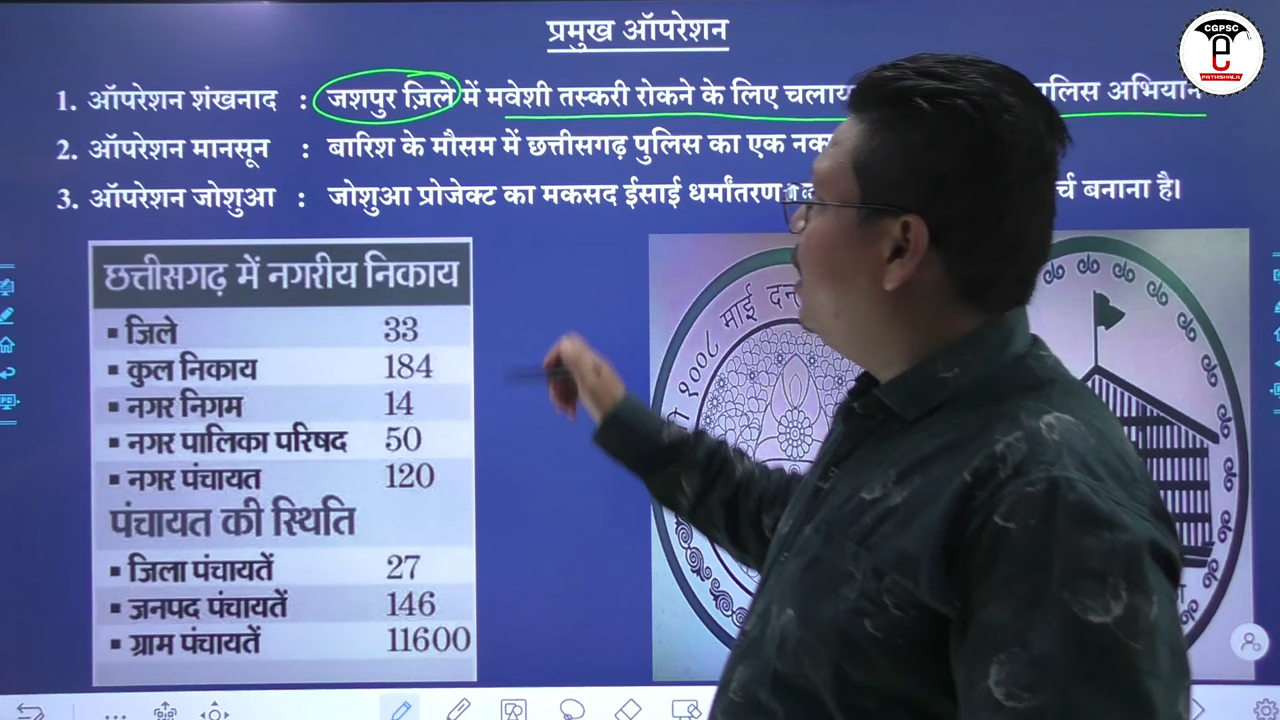 प्रमुख ऑपरेशन
CGPSC
e
PATHSHALA
1. ऑपरेशन शंखनाद : जशपुर ज़िले में मवेशी तस्करी रोकने के लिए अभियान
2. ऑपरेशन मानसून : बारिश के मौसम में छत्तीसगढ़ पुलिस का एक
3. ऑपरेशन जोशुआ : जोशुआ प्रोजेक्ट का मकसद ईसाई धर्मांतरण बनाना है।
छत्तीसगढ़ में नगरीय निकाय
▪ जिले 33
▪ कुल निकाय 184
▪ नगर निगम 14
▪ नगर पालिका परिषद 50
▪ नगर पंचायत 120
पंचायत की स्थिति
▪ जिला पंचायतें 27
▪ जनपद पंचायतें 146
▪ ग्राम पंचायतें 11600
१००८ माई